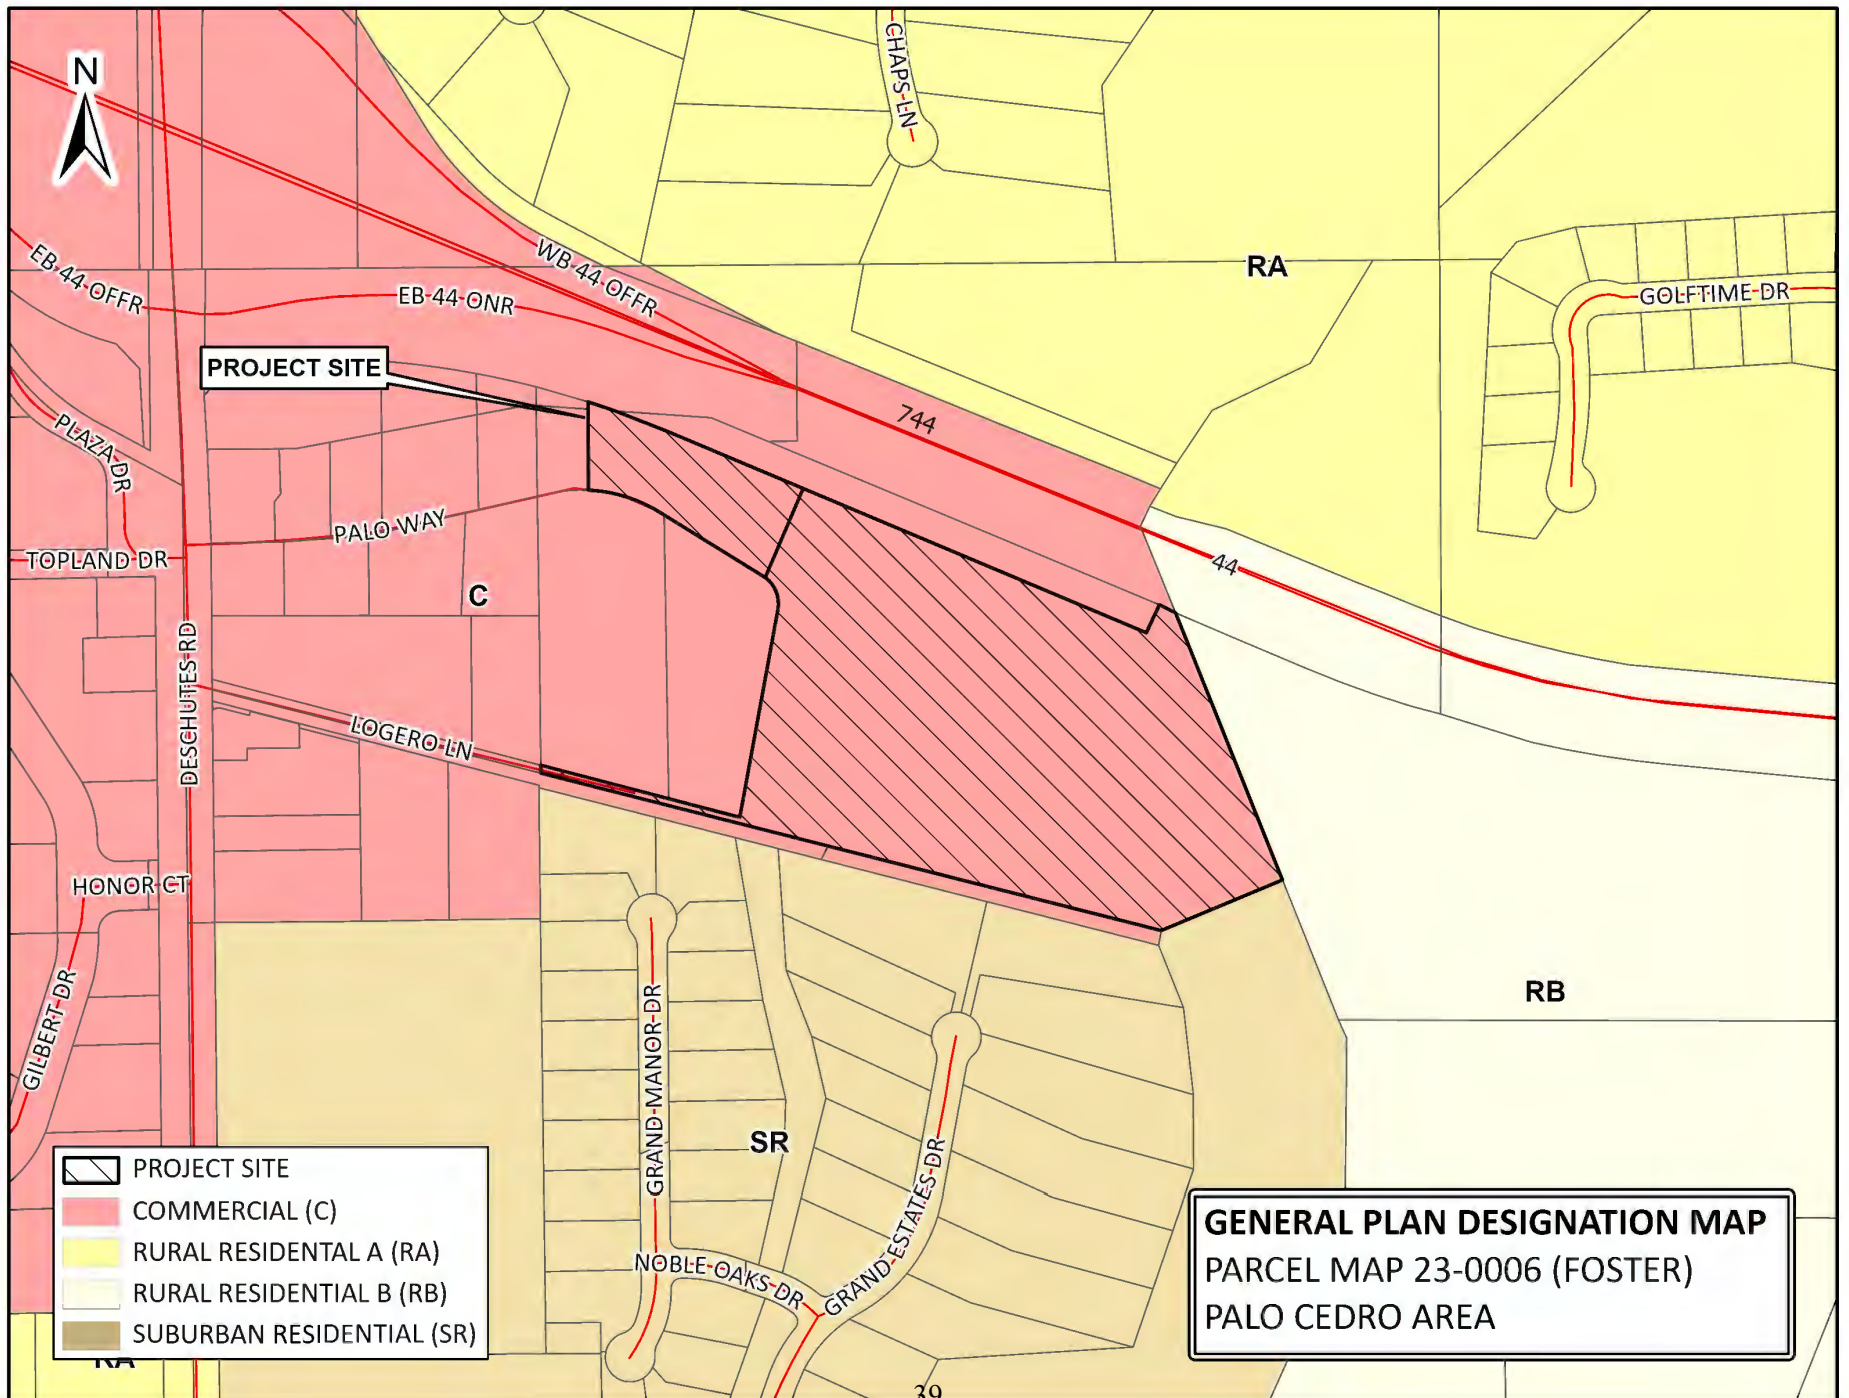 N
CHAPS LN
WB 44 OFFR
EB 44 OFFR
EB 44 ONR
RA
GOLFTIME DR
PROJECT SITE
744
PLAZA DR
PALO WAY
TOPLAND DR
44
C
DESCHUTES RD
LOGERO LN
HONOR CT
GILBERT DR
GRAND MANOR DR
RB
SR
GRAND ESTATES DR
NOBLE OAKS DR
PROJECT SITE
COMMERCIAL (C)
RURAL RESIDENTAL A (RA)
RURAL RESIDENTIAL B (RB)
SUBURBAN RESIDENTIAL (SR)
RA
GENERAL PLAN DESIGNATION MAP
PARCEL MAP 23-0006 (FOSTER)
PALO CEDRO AREA
39